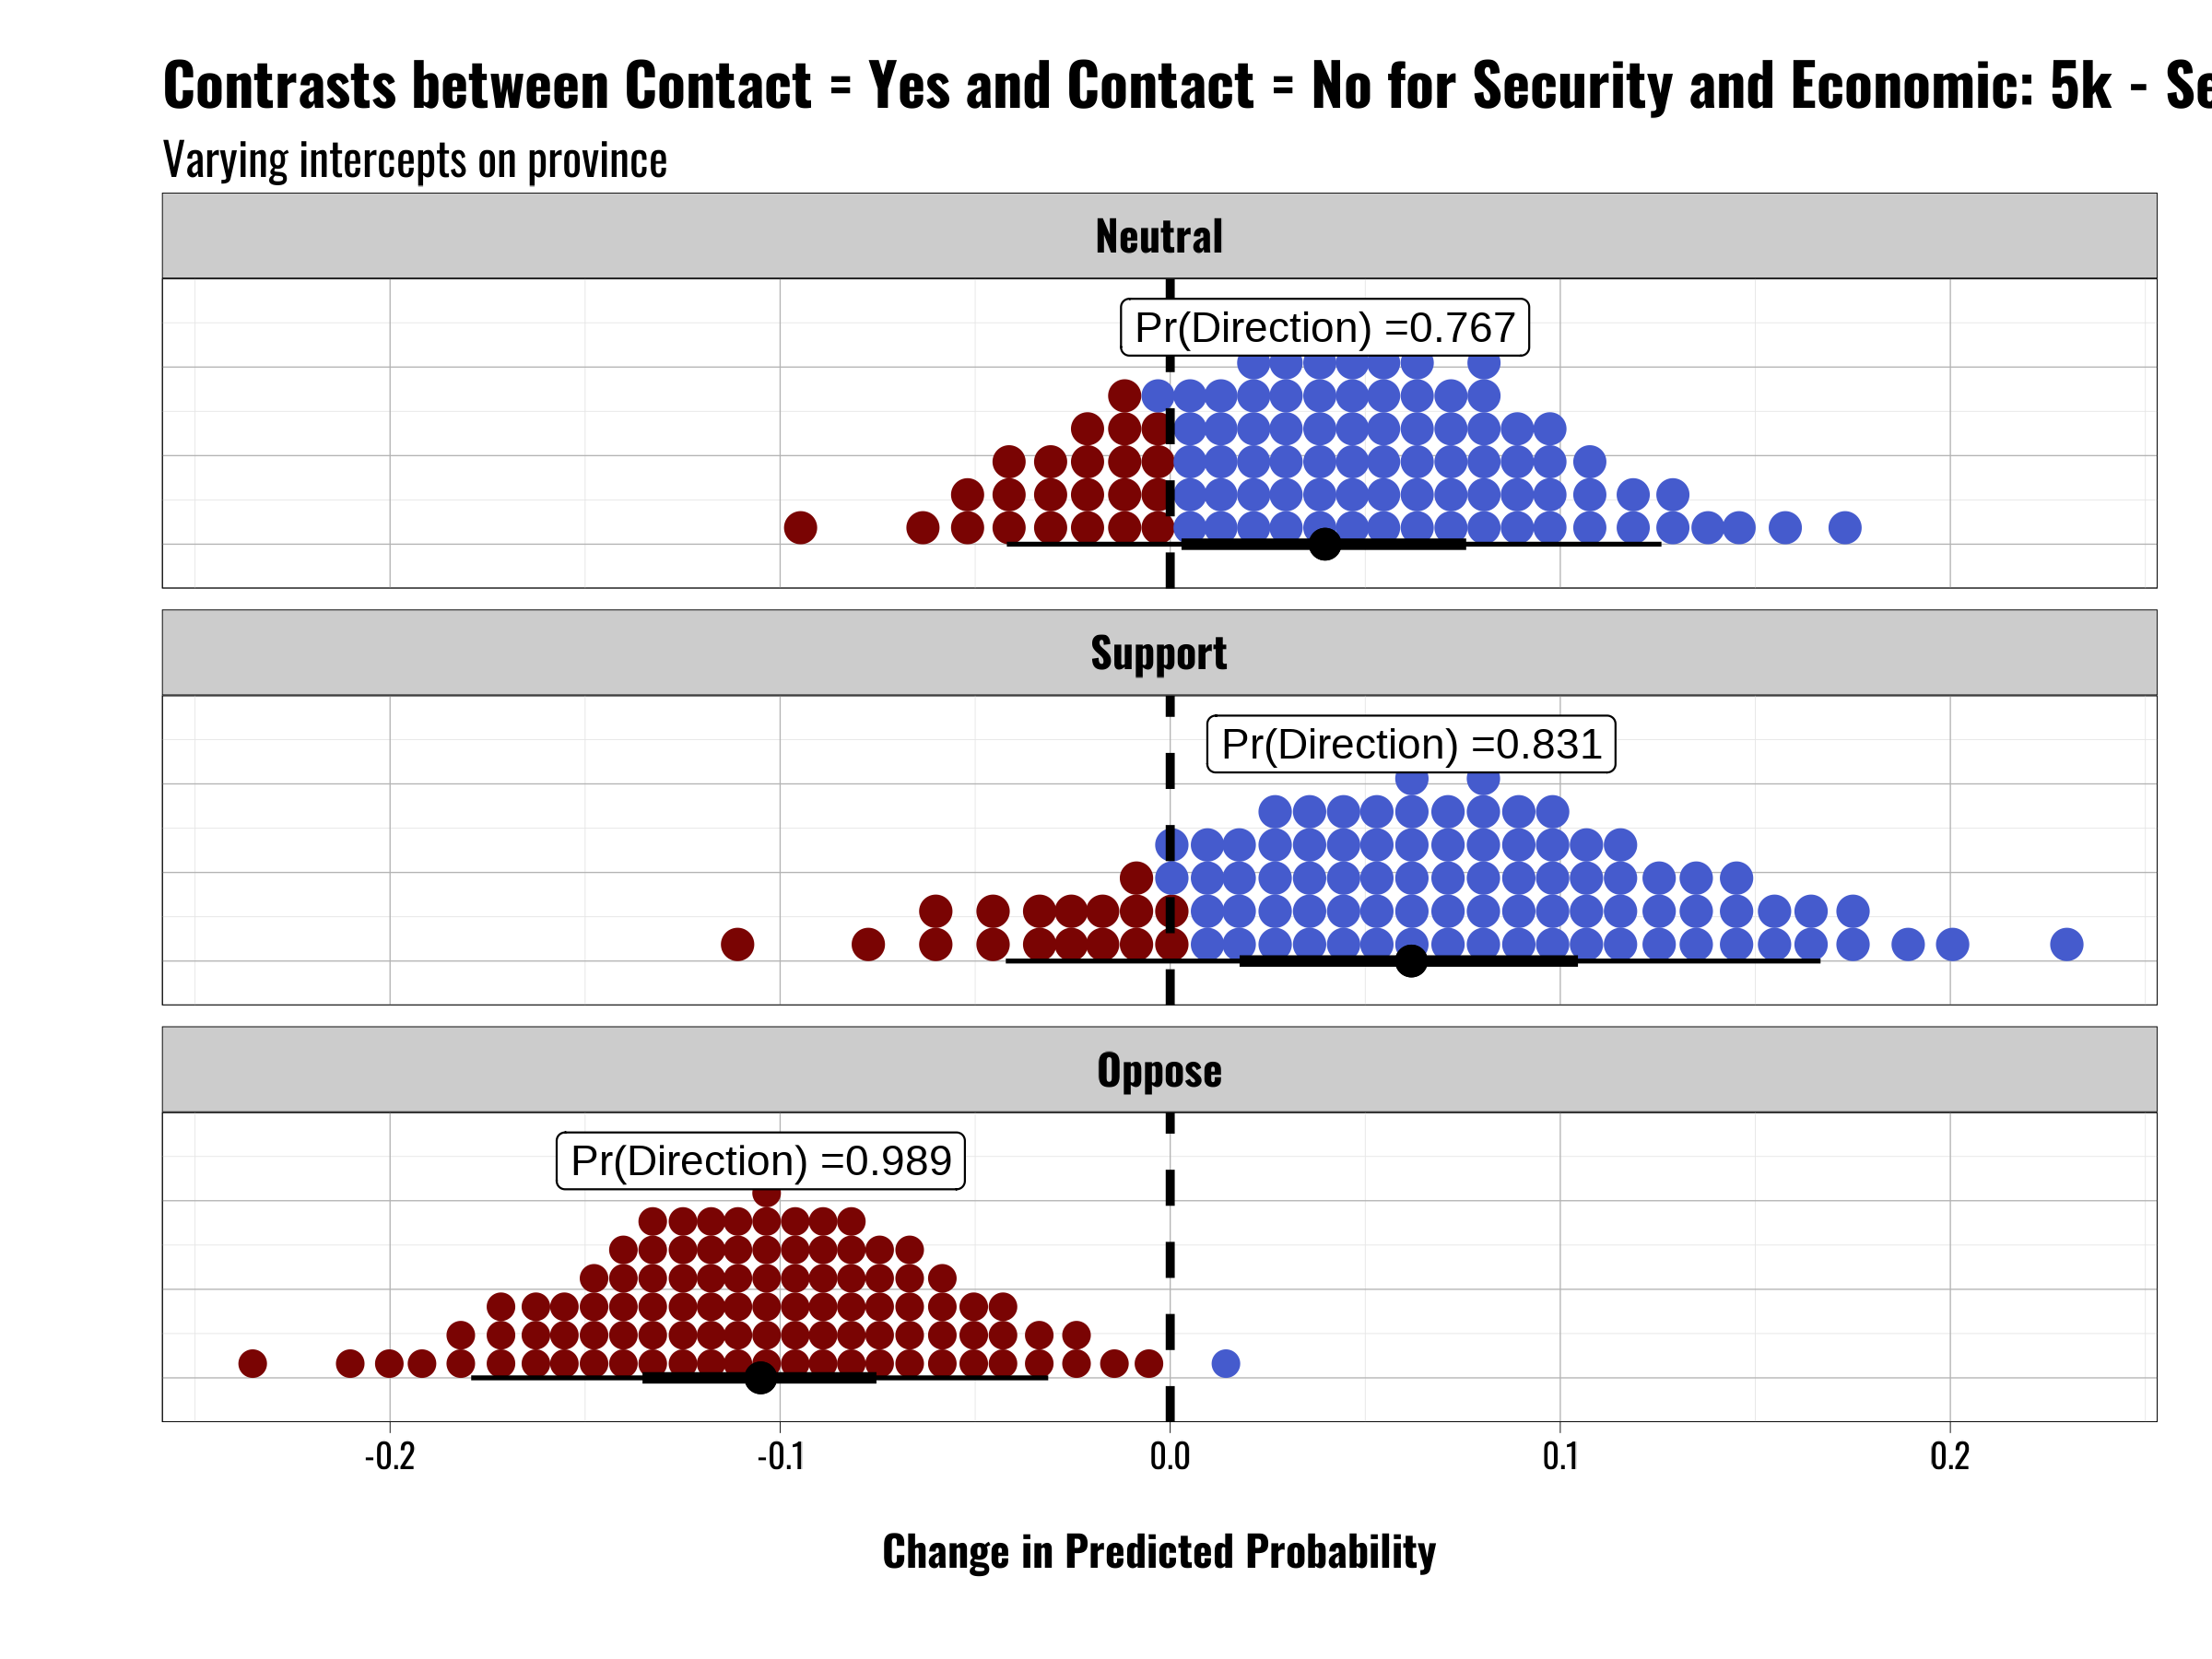 Contrasts between Contact = Yes and Contact = No for Security and Economic: 5k - Se
Varying intercepts on province
Neutral
Pr(Direction) =0.767
Support
Pr(Direction) =0.831
Oppose
Pr(Direction) =0.989
-0.2 -0.1 0.0 0.1 0.2
Change in Predicted Probability